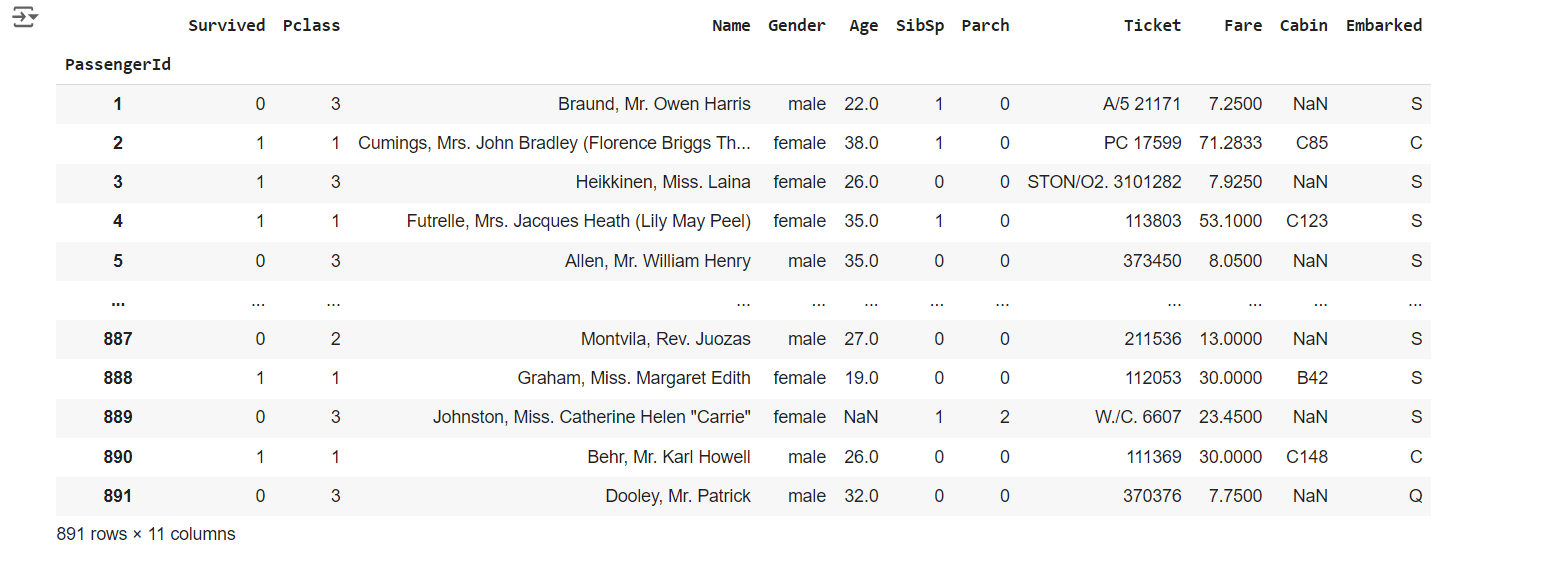 Survived Pclass Name Gender Age SibSp Parch Ticket Fare Cabin Embarked
PassengerId
1 0 3 Braund, Mr. Owen Harris male 22.0 1 0 A/5 21171 7.2500 NaN S
2 1 1 Cumings, Mrs. John Bradley (Florence Briggs Th... female 38.0 1 0 PC 17599 71.2833 C85 C
3 1 3 Heikkinen, Miss. Laina female 26.0 0 0 STON/O2. 3101282 7.9250 NaN S
4 1 1 Futrelle, Mrs. Jacques Heath (Lily May Peel) female 35.0 1 0 113803 53.1000 C123 S
5 0 3 Allen, Mr. William Henry male 35.0 0 0 373450 8.0500 NaN S
... ... ... ... ... ... ... ... ... ... ... ...
887 0 2 Montvila, Rev. Juozas male 27.0 0 0 211536 13.0000 NaN S
888 1 1 Graham, Miss. Margaret Edith female 19.0 0 0 112053 30.0000 B42 S
889 0 3 Johnston, Miss. Catherine Helen "Carrie" female NaN 1 2 W./C. 6607 23.4500 NaN S
890 1 1 Behr, Mr. Karl Howell male 26.0 0 0 111369 30.0000 C148 C
891 0 3 Dooley, Mr. Patrick male 32.0 0 0 370376 7.7500 NaN Q
891 rows × 11 columns